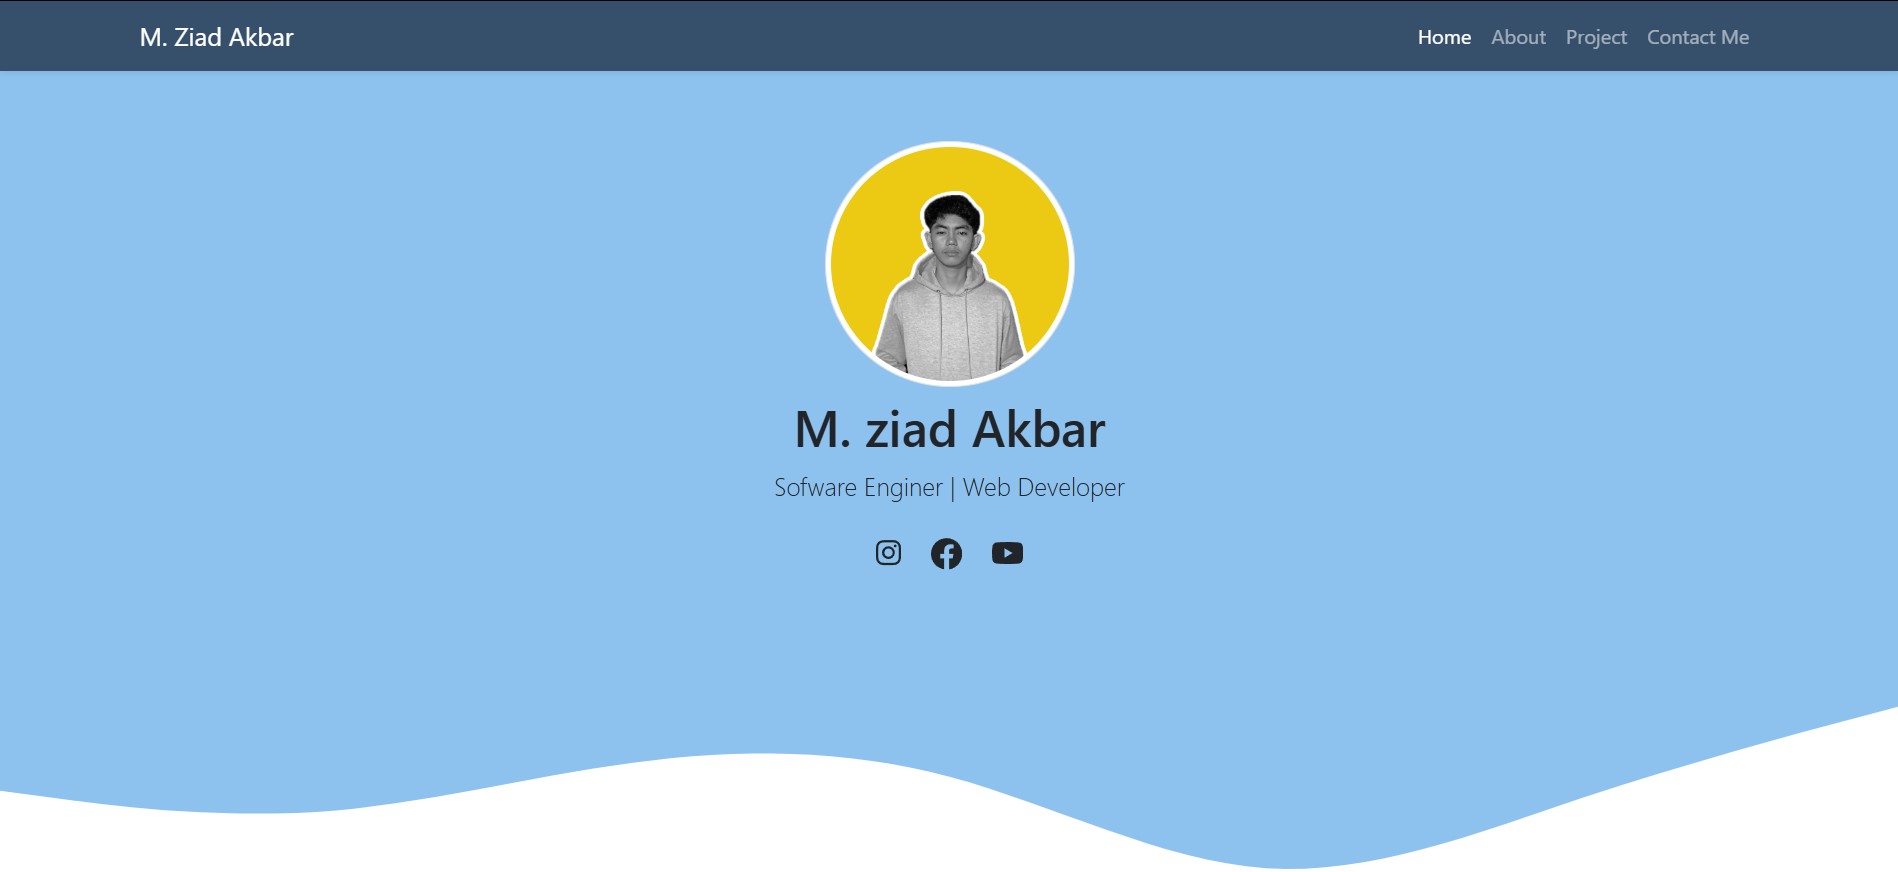 M. Ziad Akbar
Home About Project Contact Me
M. ziad Akbar
Sofware Enginer | Web Developer